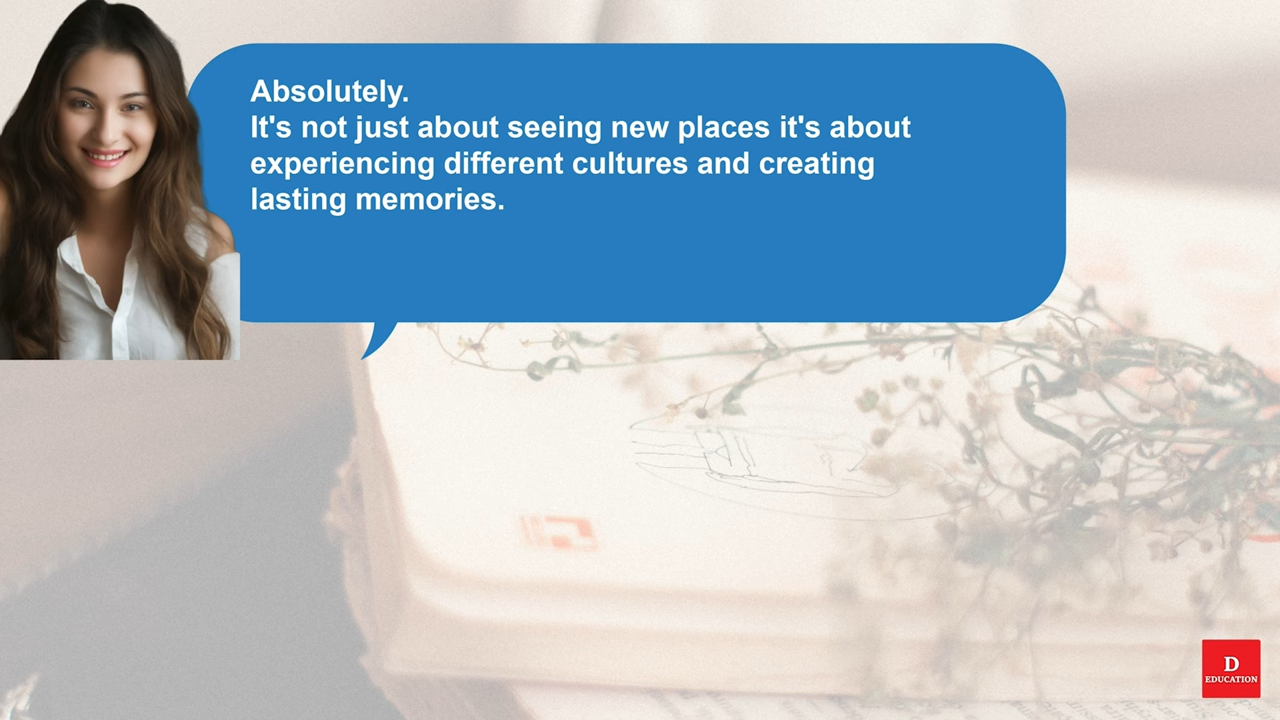 Absolutely.
It's not just about seeing new places it's about
experiencing different cultures and creating
lasting memories.
D
EDUCATION